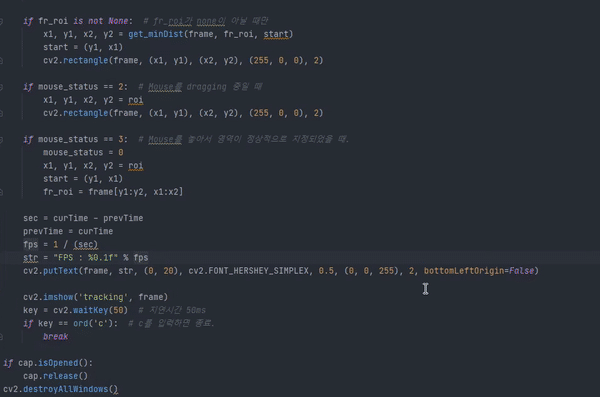 if fr_roi is not None:  # fr_roi가 none이 아닐 때만
    x1, y1, x2, y2 = get_minDist(frame, fr_roi, start)
    start = (y1, x1)
    cv2.rectangle(frame, (x1, y1), (x2, y2), (255, 0, 0), 2)
if mouse_status == 2:  # Mouse를 dragging 중일 때
    x1, y1, x2, y2 = roi
    cv2.rectangle(frame, (x1, y1), (x2, y2), (255, 0, 0), 2)
if mouse_status == 3:  # Mouse를 놓아서 영역이 정상적으로 지정되었을 때.
    mouse_status = 0
    x1, y1, x2, y2 = roi
    start = (y1, x1)
    fr_roi = frame[y1:y2, x1:x2]
sec = curTime - prevTime
prevTime = curTime
fps = 1 / (sec)
str = "FPS : %0.1f" % fps
cv2.putText(frame, str, (0, 20), cv2.FONT_HERSHEY_SIMPLEX, 0.5, (0, 0, 255), 2, bottomLeftOrigin=False)
cv2.imshow('tracking', frame)
key = cv2.waitKey(50)  # 지연시간 50ms
if key == ord('c'):  # c를 입력하면 종료.
    break
if cap.isOpened():
    cap.release()
cv2.destroyAllWindows()